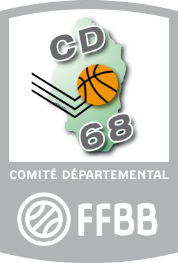 CD
68
COMITÉ DÉPARTEMENTAL
FFBB